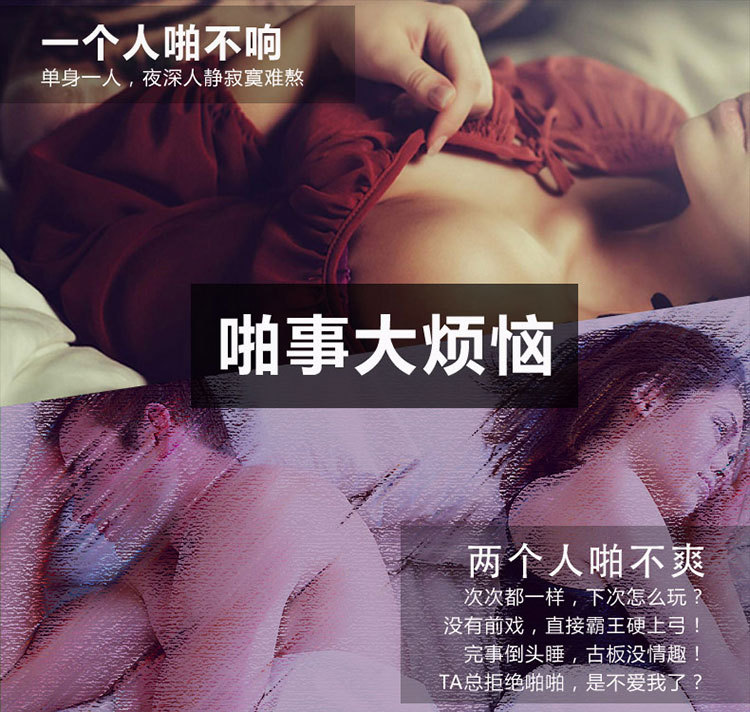 一个人啪不响
单身一人，夜深人静寂寞难熬
啪事大烦恼
两个人啪不爽
次次都一样，下次怎么玩？
没有前戏，直接霸王硬上弓！
完事倒头睡，古板没情趣！
TA总拒绝啪啪，是不爱我了？